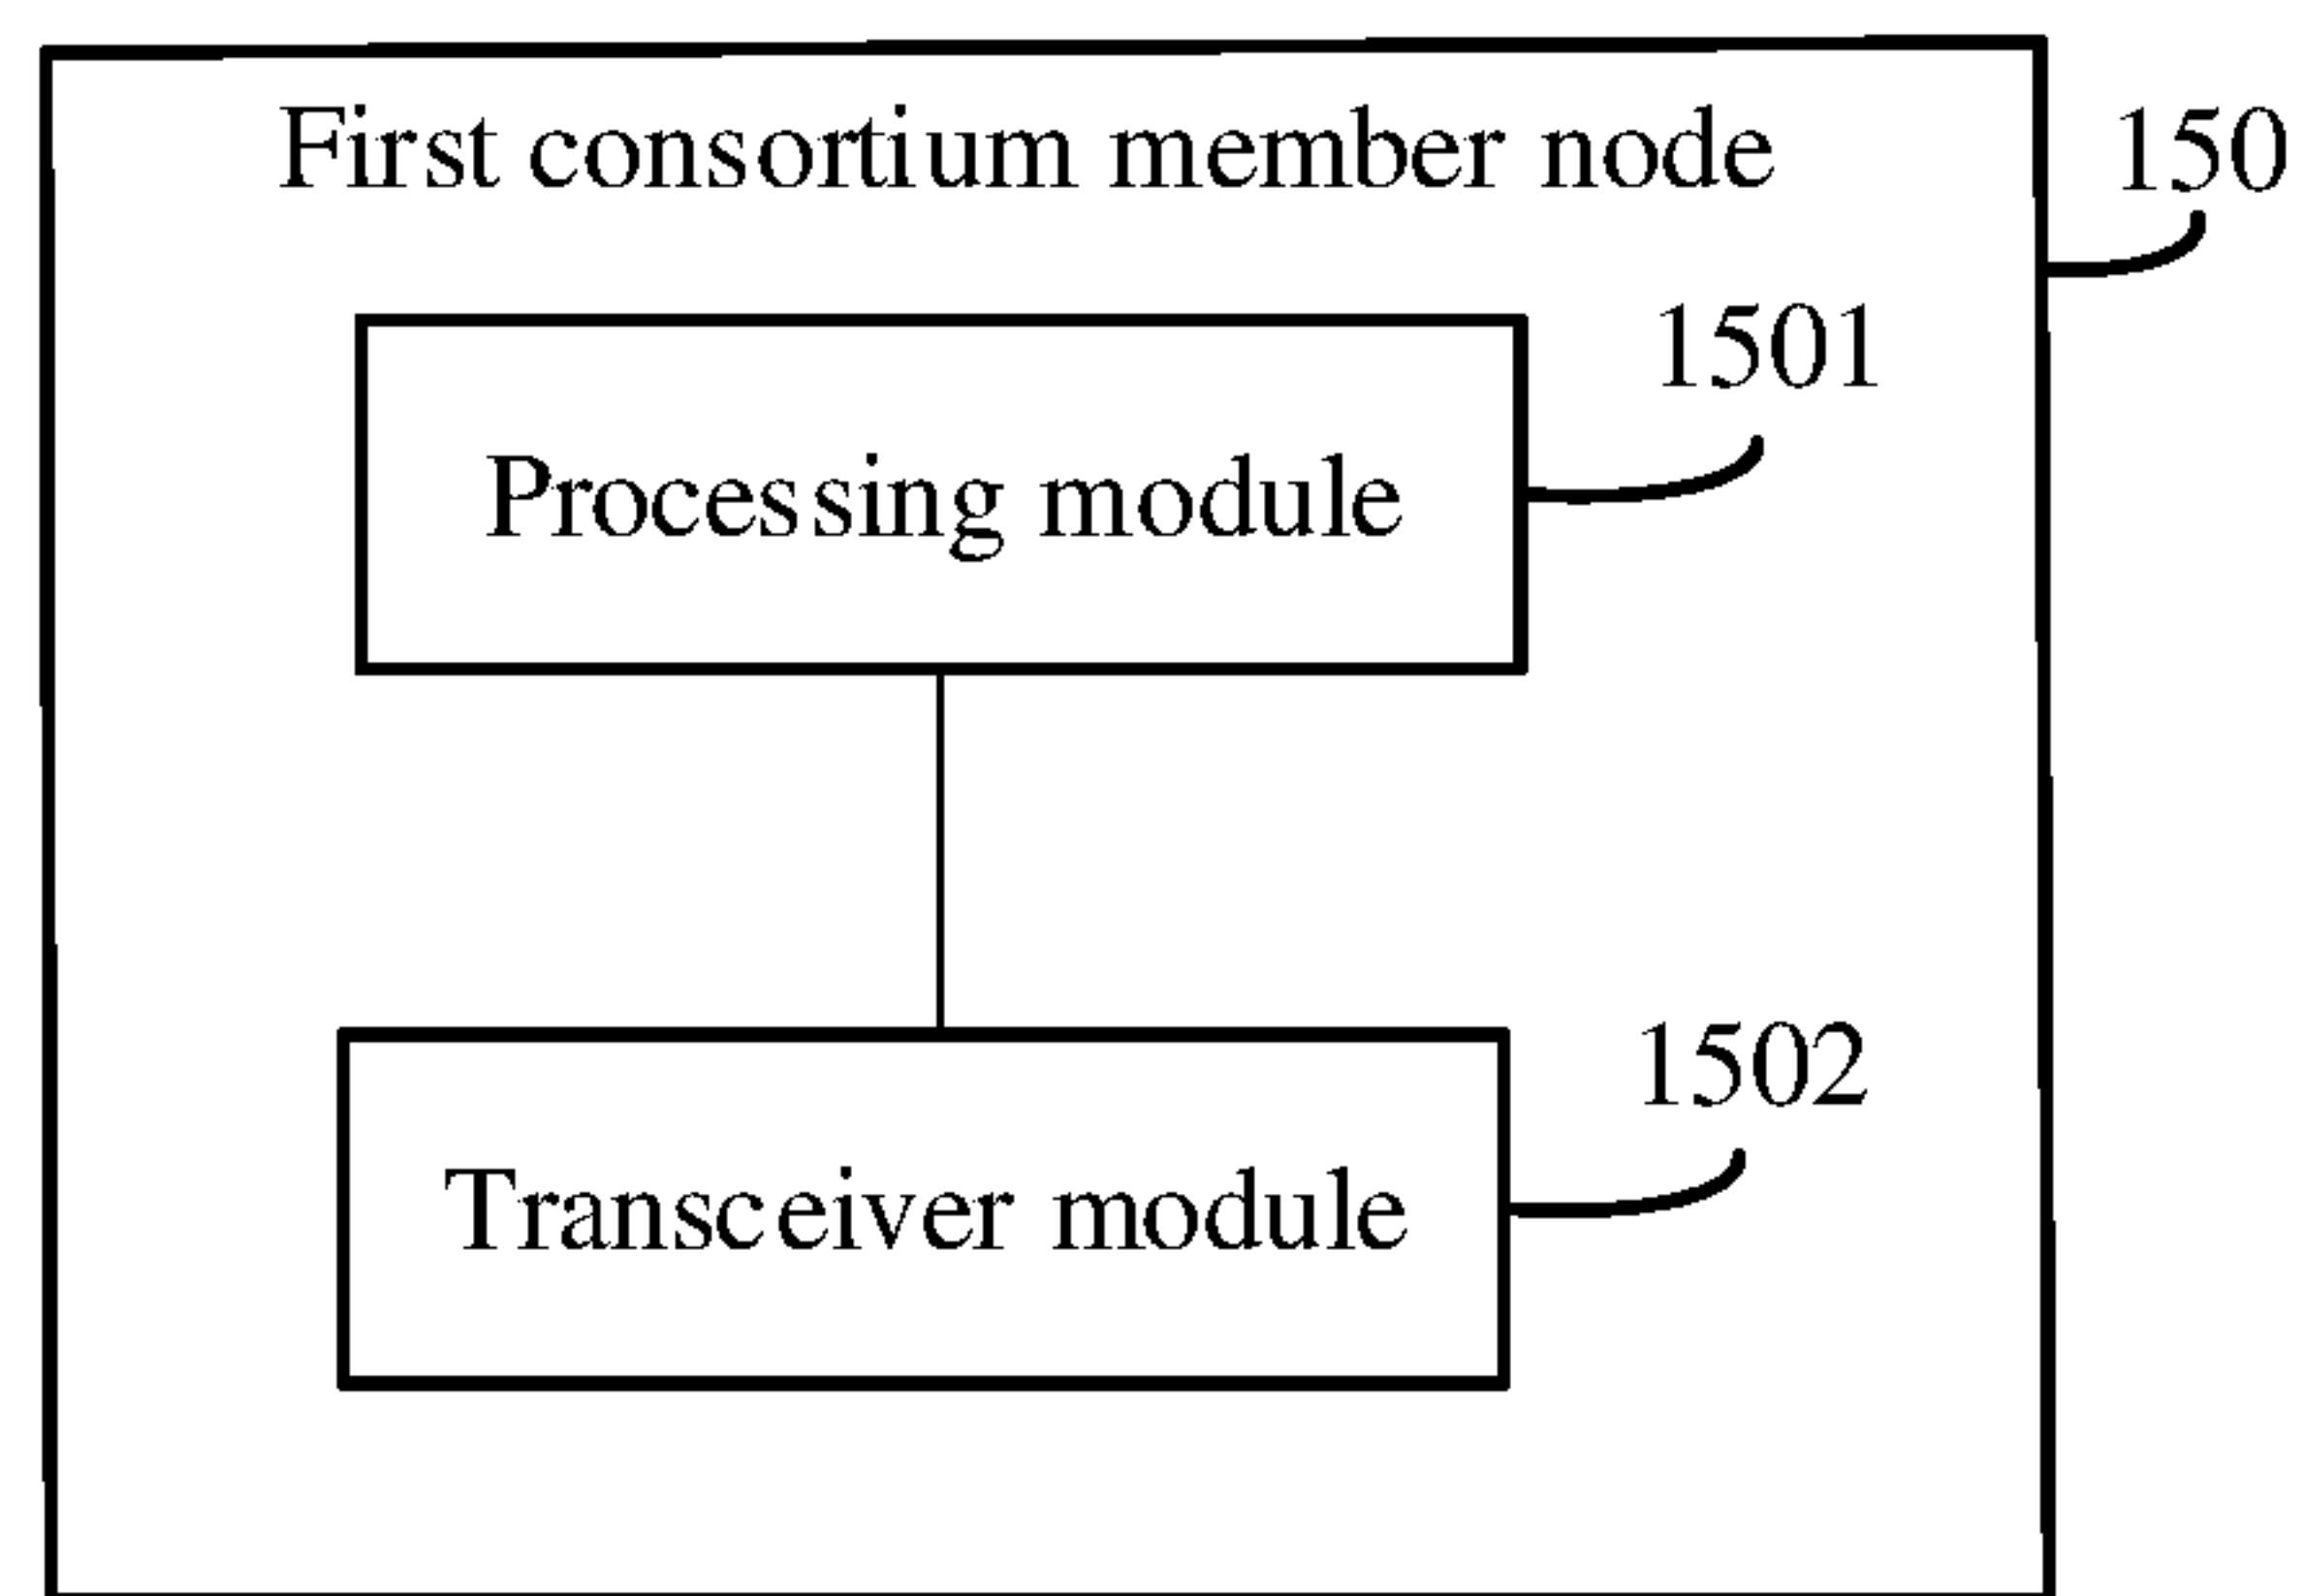 First consortium member node
150
1501
Processing module
1502
Transceiver module